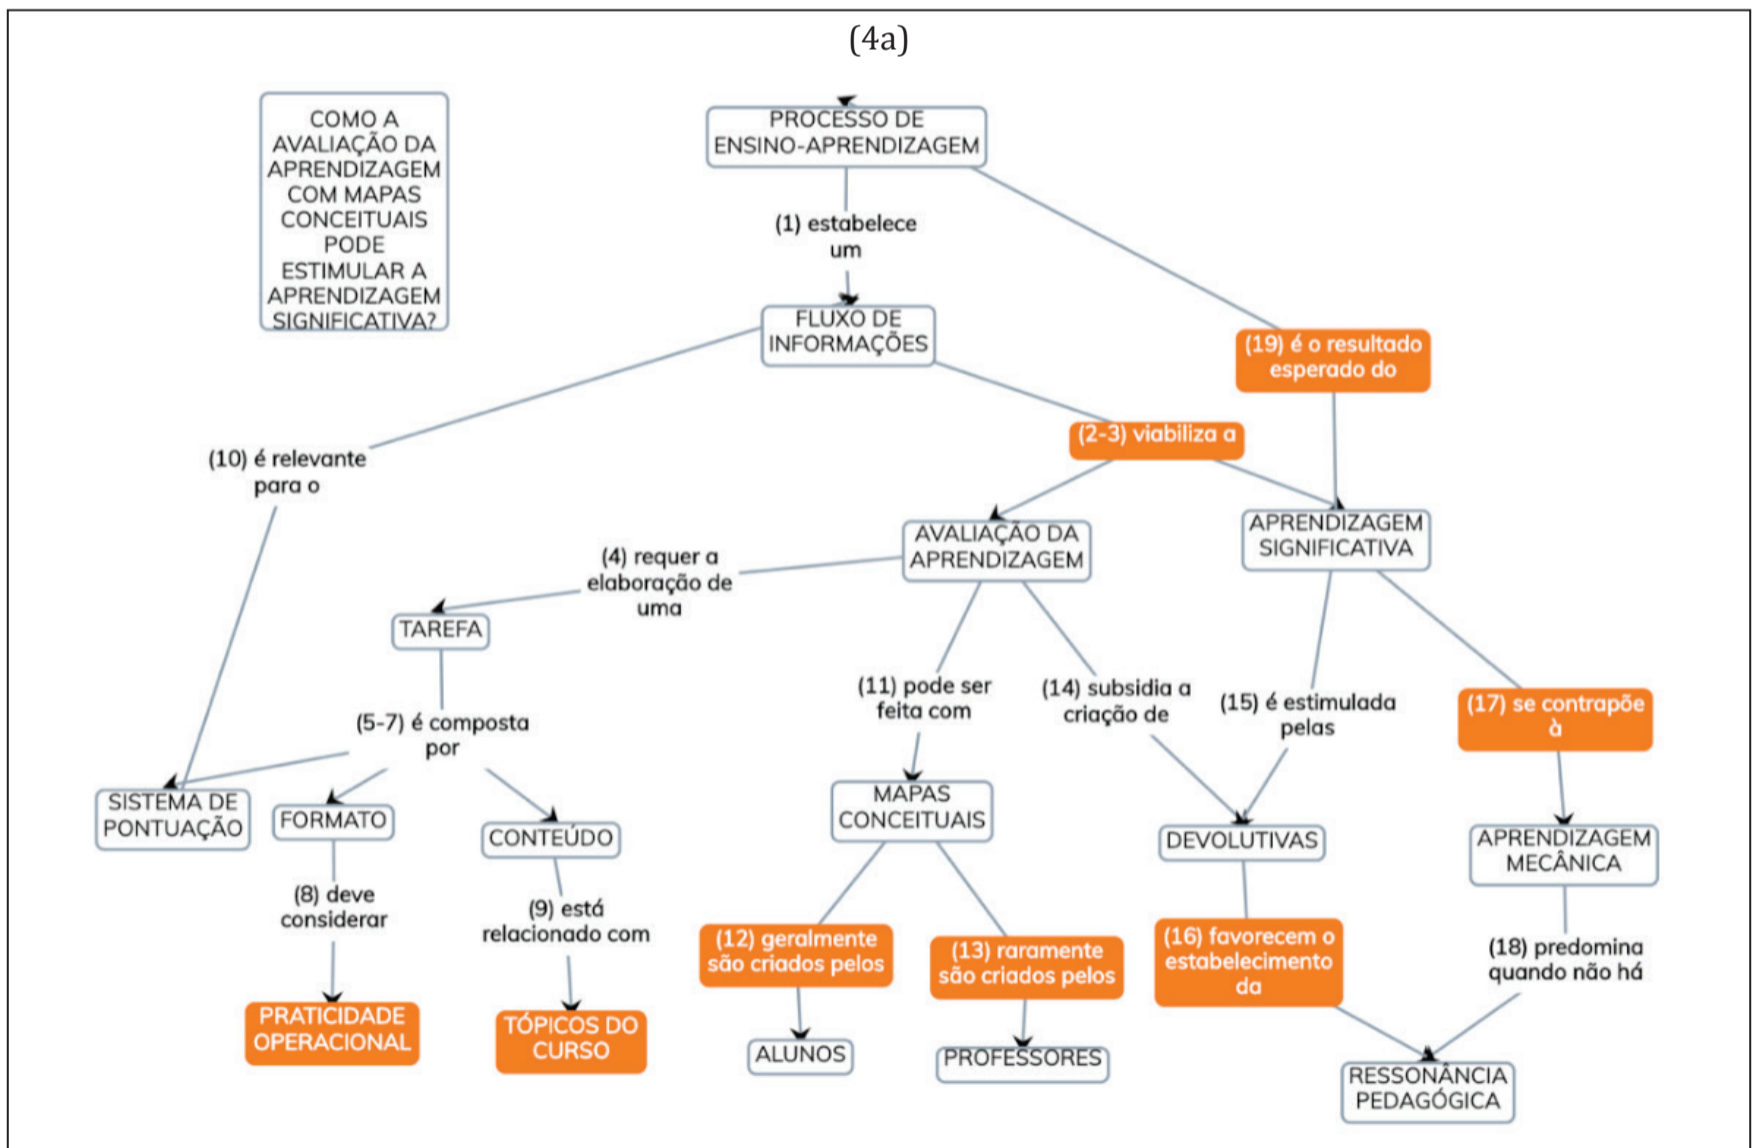 (4a)
COMO A
AVALIAÇÃO DA
APRENDIZAGEM
COM MAPAS
CONCEITUAIS
PODE
ESTIMULAR A
APRENDIZAGEM
SIGNIFICATIVA?
PROCESSO DE
ENSINO-APRENDIZAGEM
(1) estabelece
um
FLUXO DE
INFORMAÇÕES
(19) é o resultado
esperado do
(2-3) viabiliza a
(10) é relevante
para o
AVALIAÇÃO DA
APRENDIZAGEM
APRENDIZAGEM
SIGNIFICATIVA
(4) requer a
elaboração de
uma
TAREFA
(5-7) é composta
por
(11) pode ser
feita com
(14) subsidia a
criação de
(15) é estimulada
pelas
(17) se contrapõe
à
SISTEMA DE
PONTUAÇÃO
FORMATO
CONTEÚDO
MAPAS
CONCEITUAIS
DEVOLUTIVAS
APRENDIZAGEM
MECÂNICA
(8) deve
considerar
(9) está
relacionado com
(12) geralmente
são criados pelos
(13) raramente
são criados pelos
(16) favorecem o
estabelecimento
da
(18) predomina
quando não há
PRATICIDADE
OPERACIONAL
TÓPICOS DO
CURSO
ALUNOS
PROFESSORES
RESSONÂNCIA
PEDAGÓGICA